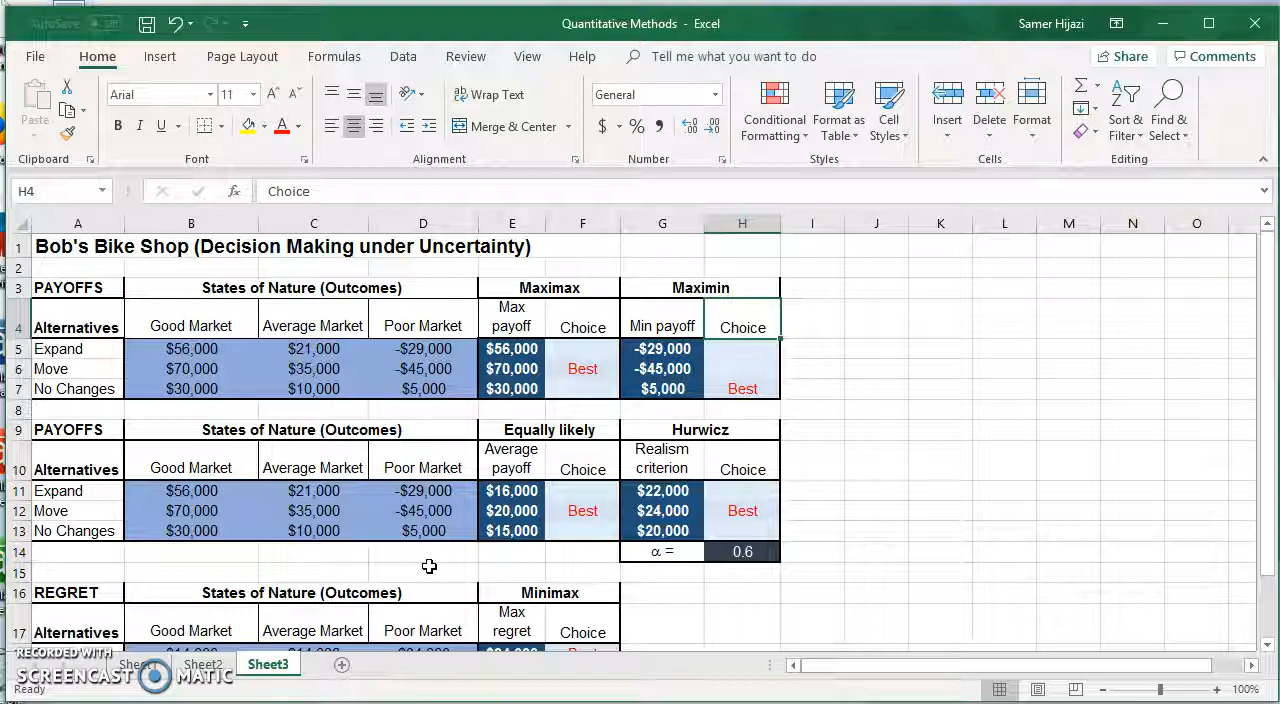 AutoSave Off
Quantitative Methods - Excel
Samer Hijazi
File Home Insert Page Layout Formulas Data Review View Help Tell me what you want to do Share Comments
Paste
Arial 11 A A
Wrap Text
General
B I U A
Merge & Center
$ % 9
Conditional Formatting
Format as Table
Cell Styles
Insert Delete Format
Sort & Filter
Find & Select
Clipboard Font Alignment Number Styles Cells Editing
H4 fx Choice
A B C D E F G H I J K L M N O
1 Bob's Bike Shop (Decision Making under Uncertainty)
2
3 PAYOFFS States of Nature (Outcomes) Maximax Maximin
4 Alternatives Good Market Average Market Poor Market Max payoff Choice Min payoff Choice
5 Expand $56,000 $21,000 -$29,000 $56,000 -$29,000
6 Move $70,000 $35,000 -$45,000 $70,000 Best -$45,000
7 No Changes $30,000 $10,000 $5,000 $30,000 $5,000 Best
8
9 PAYOFFS States of Nature (Outcomes) Equally likely Hurwicz
10 Alternatives Good Market Average Market Poor Market Average payoff Choice Realism criterion Choice
11 Expand $56,000 $21,000 -$29,000 $16,000 $22,000
12 Move $70,000 $35,000 -$45,000 $20,000 Best $24,000 Best
13 No Changes $30,000 $10,000 $5,000 $15,000 $20,000
14 α = 0.6
15
16 REGRET States of Nature (Outcomes) Minimax
17 Alternatives Good Market Average Market Poor Market Max regret Choice
Sheet2 Sheet3
RECORDED WITH
SCREENCAST MATIC
Ready
100%